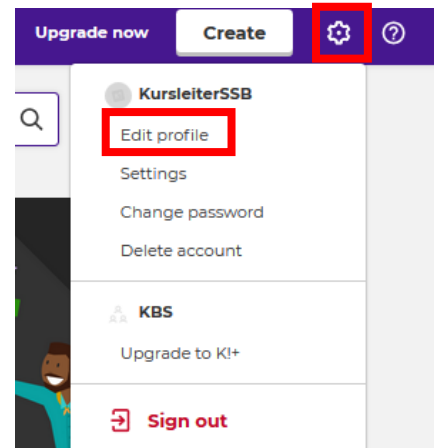 Upgrade now Create
KursleiterSSB
Edit profile
Settings
Change password
Delete account
KBS
Upgrade to K!+
Sign out